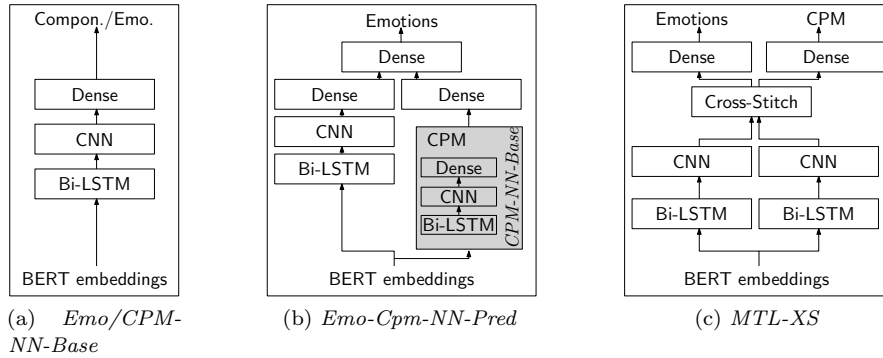 Compon./Emo.
Dense
CNN
Bi-LSTM
BERT embeddings
(a) Emo/CPM-
NN-Base
Emotions
Dense
Dense
Dense
CNN
Bi-LSTM
CPM
Dense
CNN
Bi-LSTM
CPM-NN-Base
BERT embeddings
(b) Emo-Cpm-NN-Pred
Emotions
CPM
Dense
Dense
Cross-Stitch
CNN
CNN
Bi-LSTM
Bi-LSTM
BERT embeddings
(c) MTL-XS